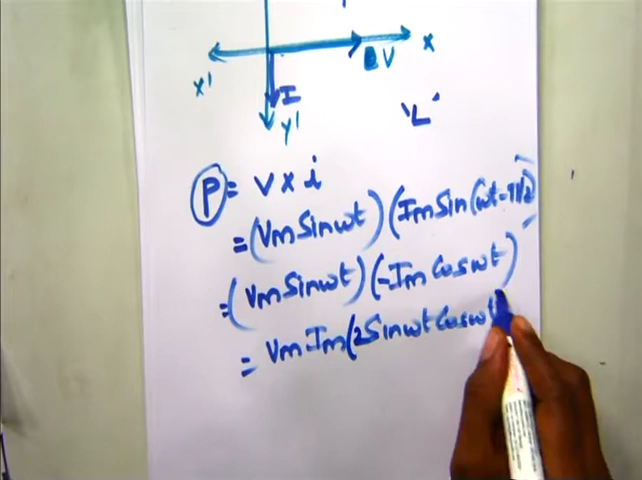 X' V X
I
Y' 'L'
P = V x i
= (Vm Sinωt) (Im Sin (ωt - π/2)
= (Vm Sinωt) (-Im Cosωt)
= Vm Im (2 Sinωt Cosωt